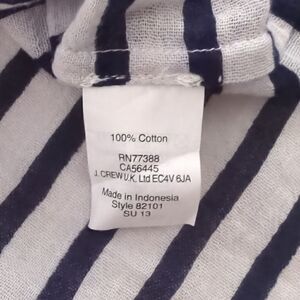 100% Cotton
RN77388
CA56445
J. CREW U.K. Ltd EC4V 6JA
Made in Indonesia
Style 82101
SU 13